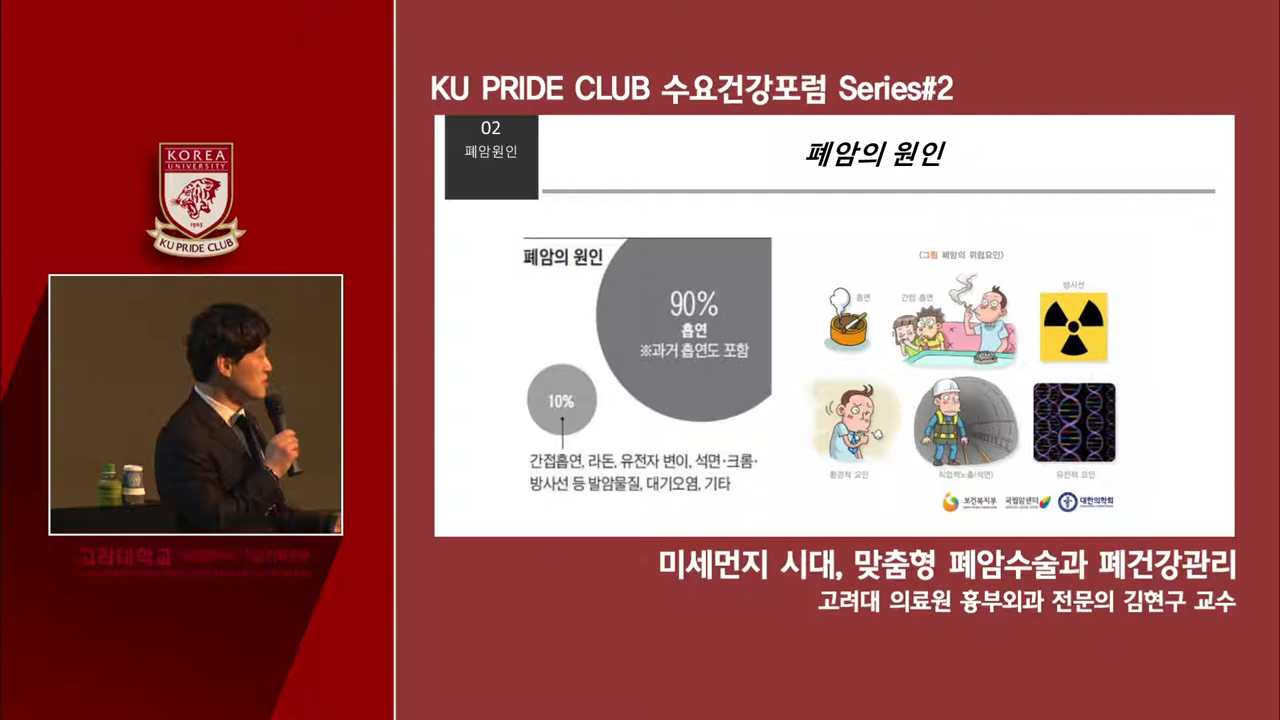 KU PRIDE CLUB 수요건강포럼 Series#2
KOREA
UNIVERSITY
1905
KU PRIDE CLUB
02
폐암원인
폐암의 원인
폐암의 원인
90%
흡연
※과거 흡연도 포함
10%
간접흡연, 라돈, 유전자 변이, 석면·크롬·
방사선 등 발암물질, 대기오염, 기타
〈그림 폐암의 위험요인〉
흡연
간접 흡연
방사선
환경적 요인
직업적노출(석면)
유전적 요인
보건복지부
국립암센터
대한의학회
고려대학교
미세먼지 시대, 맞춤형 폐암수술과 폐건강관리
고려대 의료원 흉부외과 전문의 김현구 교수